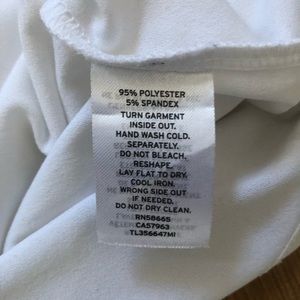 95% POLYESTER
5% SPANDEX
TURN GARMENT
INSIDE OUT.
HAND WASH COLD.
SEPARATELY.
DO NOT BLEACH,
RESHAPE.
LAY FLAT TO DRY.
COOL IRON.
WRONG SIDE OUT
IF NEEDED.
DO NOT DRY CLEAN.
RN58665
CA57963
TL356647MI